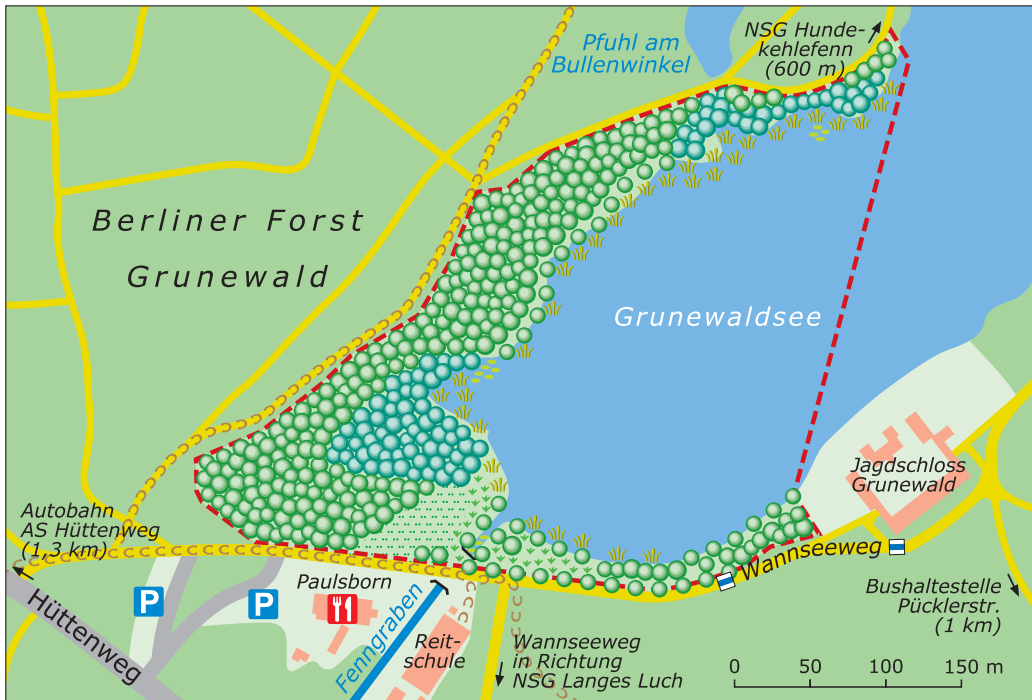 Pfuhl am
Bullenwinkel
NSG Hunde-
kehlefenn
(600 m)
Berliner Forst
Grunewald
Grunewaldsee
Jagdschloss
Grunewald
Autobahn
AS Hüttenweg
(1,3 km)
Wannseeweg
Hüttenweg
P
P
Paulsborn
Fenngraben
Reit-
schule
Wannseeweg
in Richtung
NSG Langes Luch
Bushaltestelle
Pücklerstr.
(1 km)
0 50 100 150 m